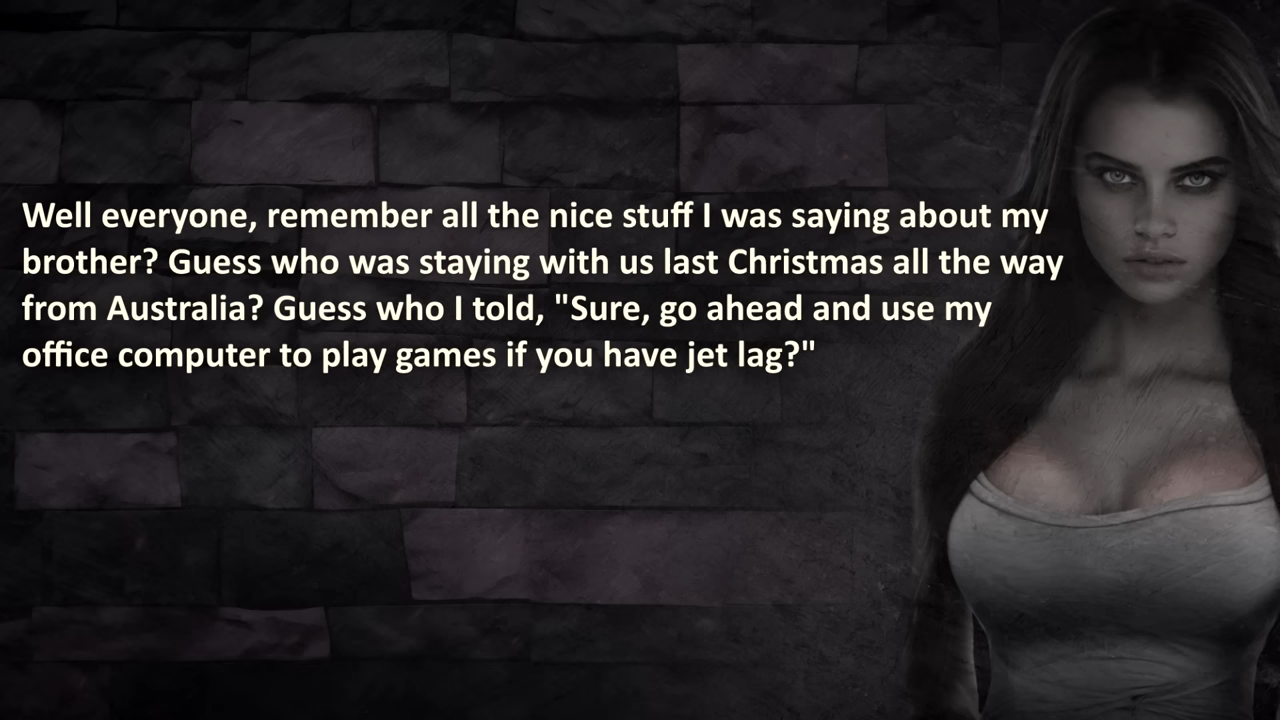 Well everyone, remember all the nice stuff I was saying about my
brother? Guess who was staying with us last Christmas all the way
from Australia? Guess who I told, "Sure, go ahead and use my
office computer to play games if you have jet lag?"